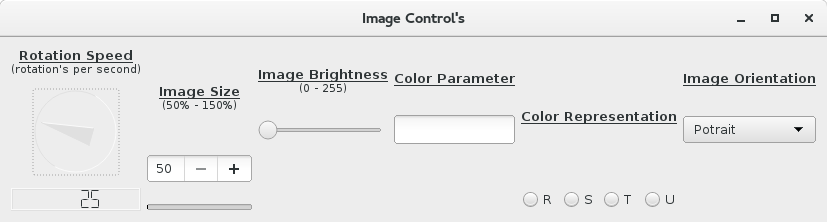 Image Control's
Rotation Speed
(rotation's per second)
Image Size
(50% - 150%)
Image Brightness
(0 - 255)
Color Parameter
Color Representation
Image Orientation
Potrait
50
25
R S T U